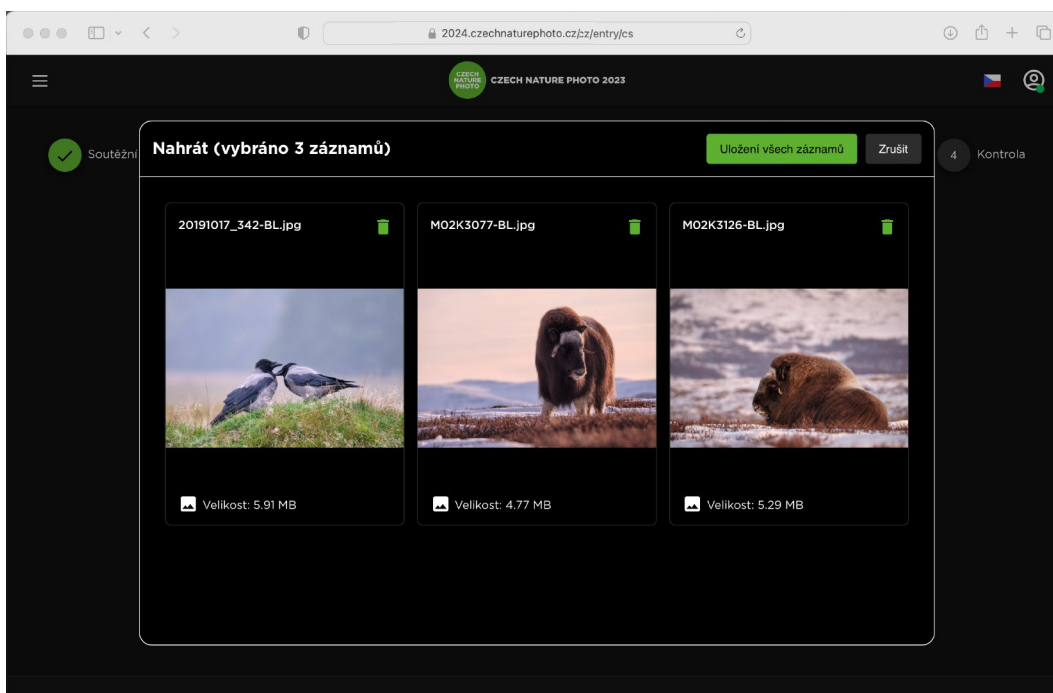 2024.czechnaturephoto.cz/cz/entry/cs
CZECH
NATURE
PHOTO
CZECH NATURE PHOTO 2023
Soutěžní
Nahrát (vybráno 3 záznamů)
Uložení všech záznamů
Zrušit
4
Kontrola
20191017_342-BL.jpg
M02K3077-BL.jpg
M02K3126-BL.jpg
Velikost: 5.91 MB
Velikost: 4.77 MB
Velikost: 5.29 MB